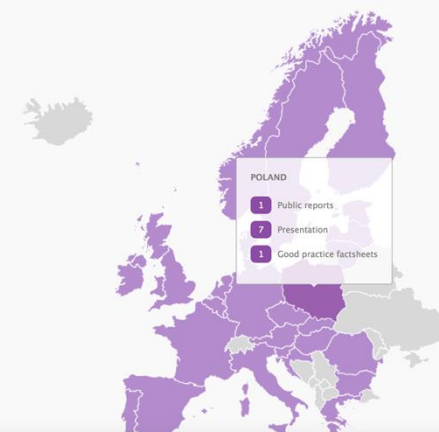 POLAND
1 Public reports
7 Presentation
1 Good practice factsheets